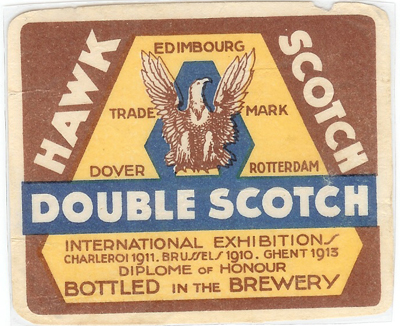 HAWK
SCOTCH
EDIMBOURG
TRADE MARK
DOVER ROTTERDAM
DOUBLE SCOTCH
INTERNATIONAL EXHIBITIONS
CHARLEROI 1911. BRUSSELS 1910. GHENT 1913
DIPLOME OF HONOUR
BOTTLED IN THE BREWERY